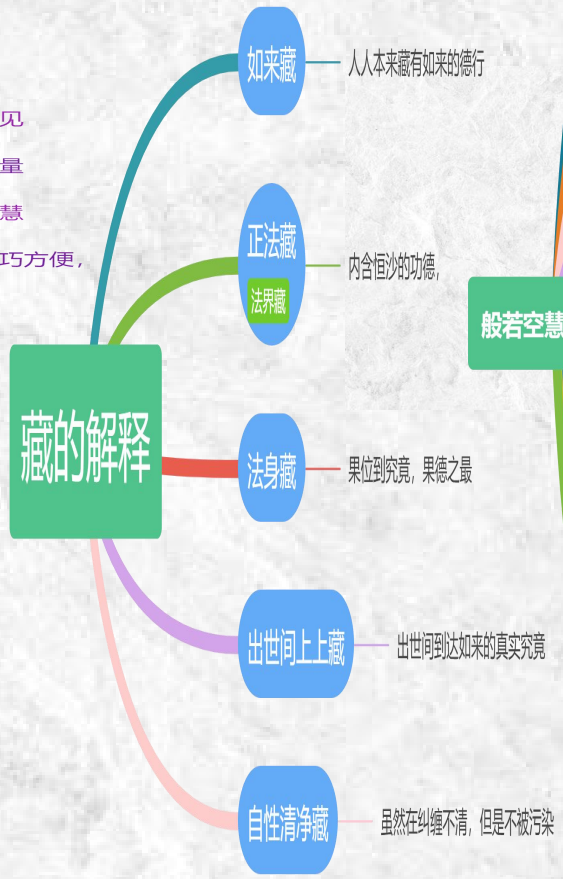 见
量
慧
巧方便，
藏的解释
如来藏
人人本来藏有如来的德行
正法藏
法界藏
内含恒沙的功德，
法身藏
果位到究竟，果德之最
出世间上上藏
出世间到达如来的真实究竟
自性清净藏
虽然在纠缠不清，但是不被污染
般若空慧